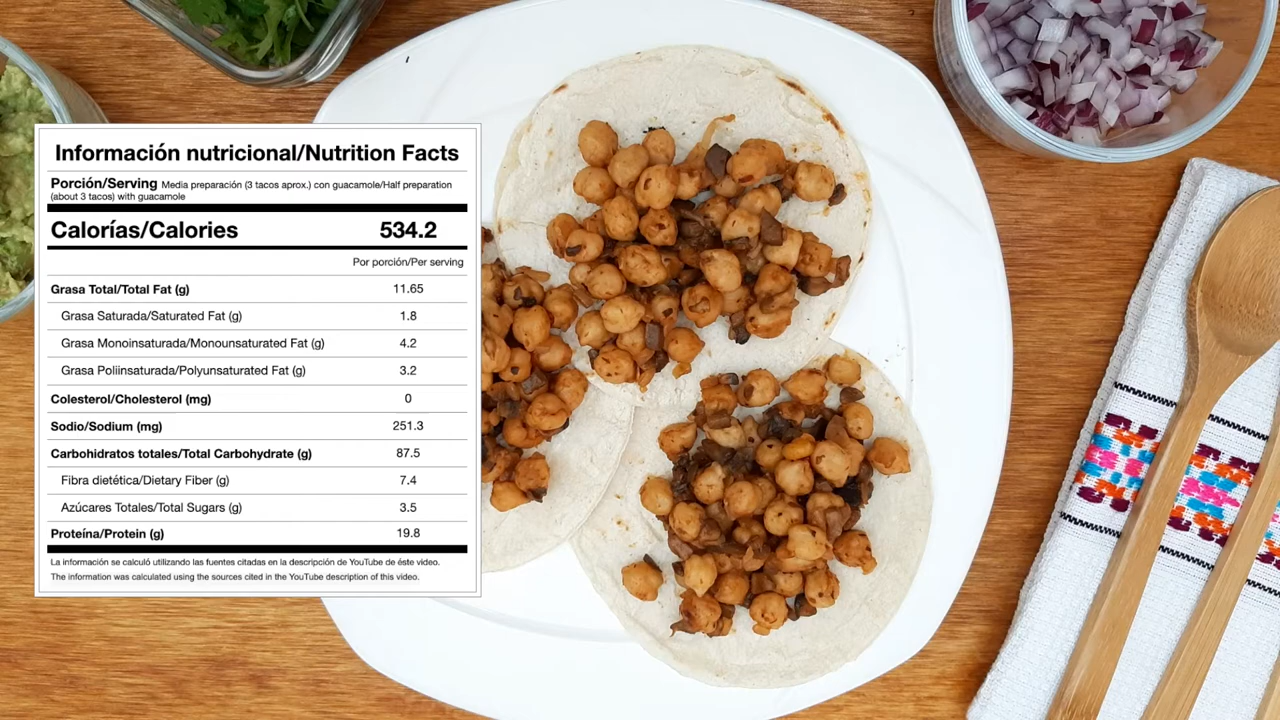 Información nutricional/Nutrition Facts
Porción/Serving Media preparación (3 tacos aprox.) con guacamole/Half preparation
(about 3 tacos) with guacamole
Calorías/Calories 534.2
Por porción/Per serving
Grasa Total/Total Fat (g) 11.65
Grasa Saturada/Saturated Fat (g) 1.8
Grasa Monoinsaturada/Monounsaturated Fat (g) 4.2
Grasa Poliinsaturada/Polyunsaturated Fat (g) 3.2
Colesterol/Cholesterol (mg) 0
Sodio/Sodium (mg) 251.3
Carbohidratos totales/Total Carbohydrate (g) 87.5
Fibra dietética/Dietary Fiber (g) 7.4
Azúcares Totales/Total Sugars (g) 3.5
Proteína/Protein (g) 19.8
La información se calculó utilizando las fuentes citadas en la descripción de YouTube de éste video.
The information was calculated using the sources cited in the YouTube description of this video.